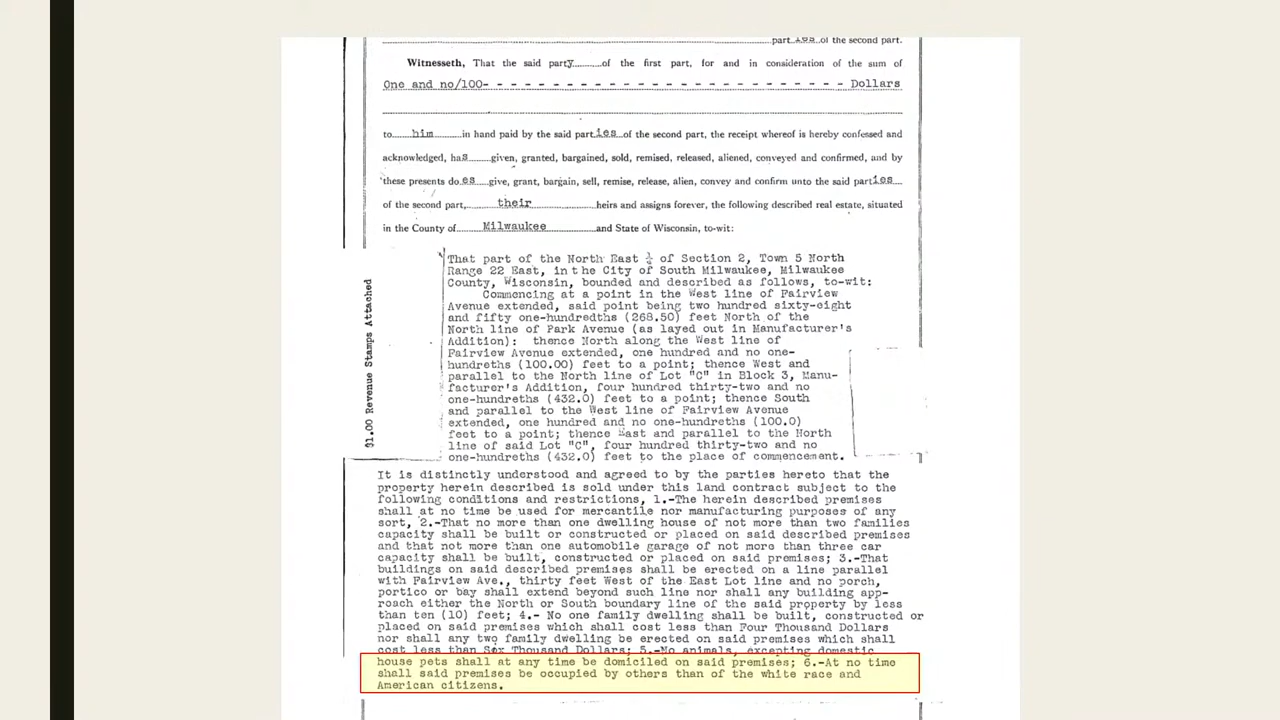 part ies of the second part.
Witnesseth, That the said party of the first part, for and in consideration of the sum of
One and no/100- - - - - - - - - - - - - - - - - - - - - - - - - Dollars
to him in hand paid by the said parties of the second part, the receipt whereof is hereby confessed and
acknowledged, has given, granted, bargained, sold, remised, released, aliened, conveyed and confirmed, and by
these presents do es give, grant, bargain, sell, remise, release, alien, convey and confirm unto the said parties
of the second part, their heirs and assigns forever, the following described real estate, situated
in the County of Milwaukee and State of Wisconsin, to-wit:
$1.00 Revenue Stamps Attached
That part of the North East ¼ of Section 2, Town 5 North
Range 22 East, in the City of South Milwaukee, Milwaukee
County, Wisconsin, bounded and described as follows, to-wit:
Commencing at a point in the West line of Fairview
Avenue extended, said point being two hundred sixty-eight
and fifty one-hundredths (268.50) feet North of the
North line of Park Avenue (as layed out in Manufacturer's
Addition): thence North along the West line of
Fairview Avenue extended, one hundred and no one-
hundreths (100.00) feet to a point; thence West and
parallel to the North line of Lot "C" in Block 3, Manu-
facturer's Addition, four hundred thirty-two and no
one-hundreths (432.0) feet to a point; thence South
and parallel to the West line of Fairview Avenue
extended, one hundred and no one-hundreths (100.0)
feet to a point; thence East and parallel to the North
line of said Lot "C", four hundred thirty-two and no
one-hundreths (432.0) feet to the place of commencement.
It is distinctly understood and agreed to by the parties hereto that the
property herein described is sold under this land contract subject to the
following conditions and restrictions, 1.-The herein described premises
shall at no time be used for mercantile nor manufacturing purposes of any
sort, 2.-That no more than one dwelling house of not more than two families
capacity shall be built or constructed or placed on said described premises
and that not more than one automobile garage of not more than three car
capacity shall be built, constructed or placed on said premises; 3.-That
buildings on said described premises shall be erected on a line parallel
with Fairview Ave., thirty feet West of the East Lot line and no porch,
portico or bay shall extend beyond such line nor shall any building app-
roach either the North or South boundary line of the said property by less
than ten (10) feet; 4.- No one family dwelling shall be built, constructed or
placed on said premises which shall cost less than Four Thousand Dollars
nor shall any two family dwelling be erected on said premises which shall
cost less than Six Thousand Dollars; 5.-No animals, excepting domestic
house pets shall at any time be domiciled on said premises; 6.-At no time
shall said premises be occupied by others than of the white race and
American citizens.